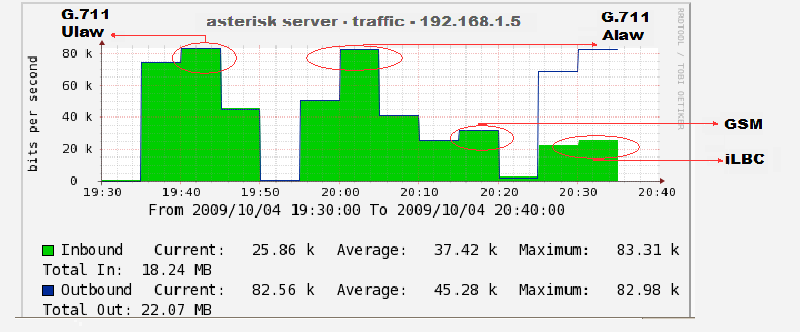 G.711
Ulaw
asterisk server - traffic - 192.168.1.5
G.711
Alaw
RRDTOOL / TOBI OETIKER
bits per second
80 k
60 k
40 k
20 k
0
GSM
iLBC
19:30 19:40 19:50 20:00 20:10 20:20 20:30 20:40
From 2009/10/04 19:30:00 To 2009/10/04 20:40:00
Inbound Current: 25.86 k Average: 37.42 k Maximum: 83.31 k
Total In: 18.24 MB
Outbound Current: 82.56 k Average: 45.28 k Maximum: 82.98 k
Total Out: 22.07 MB